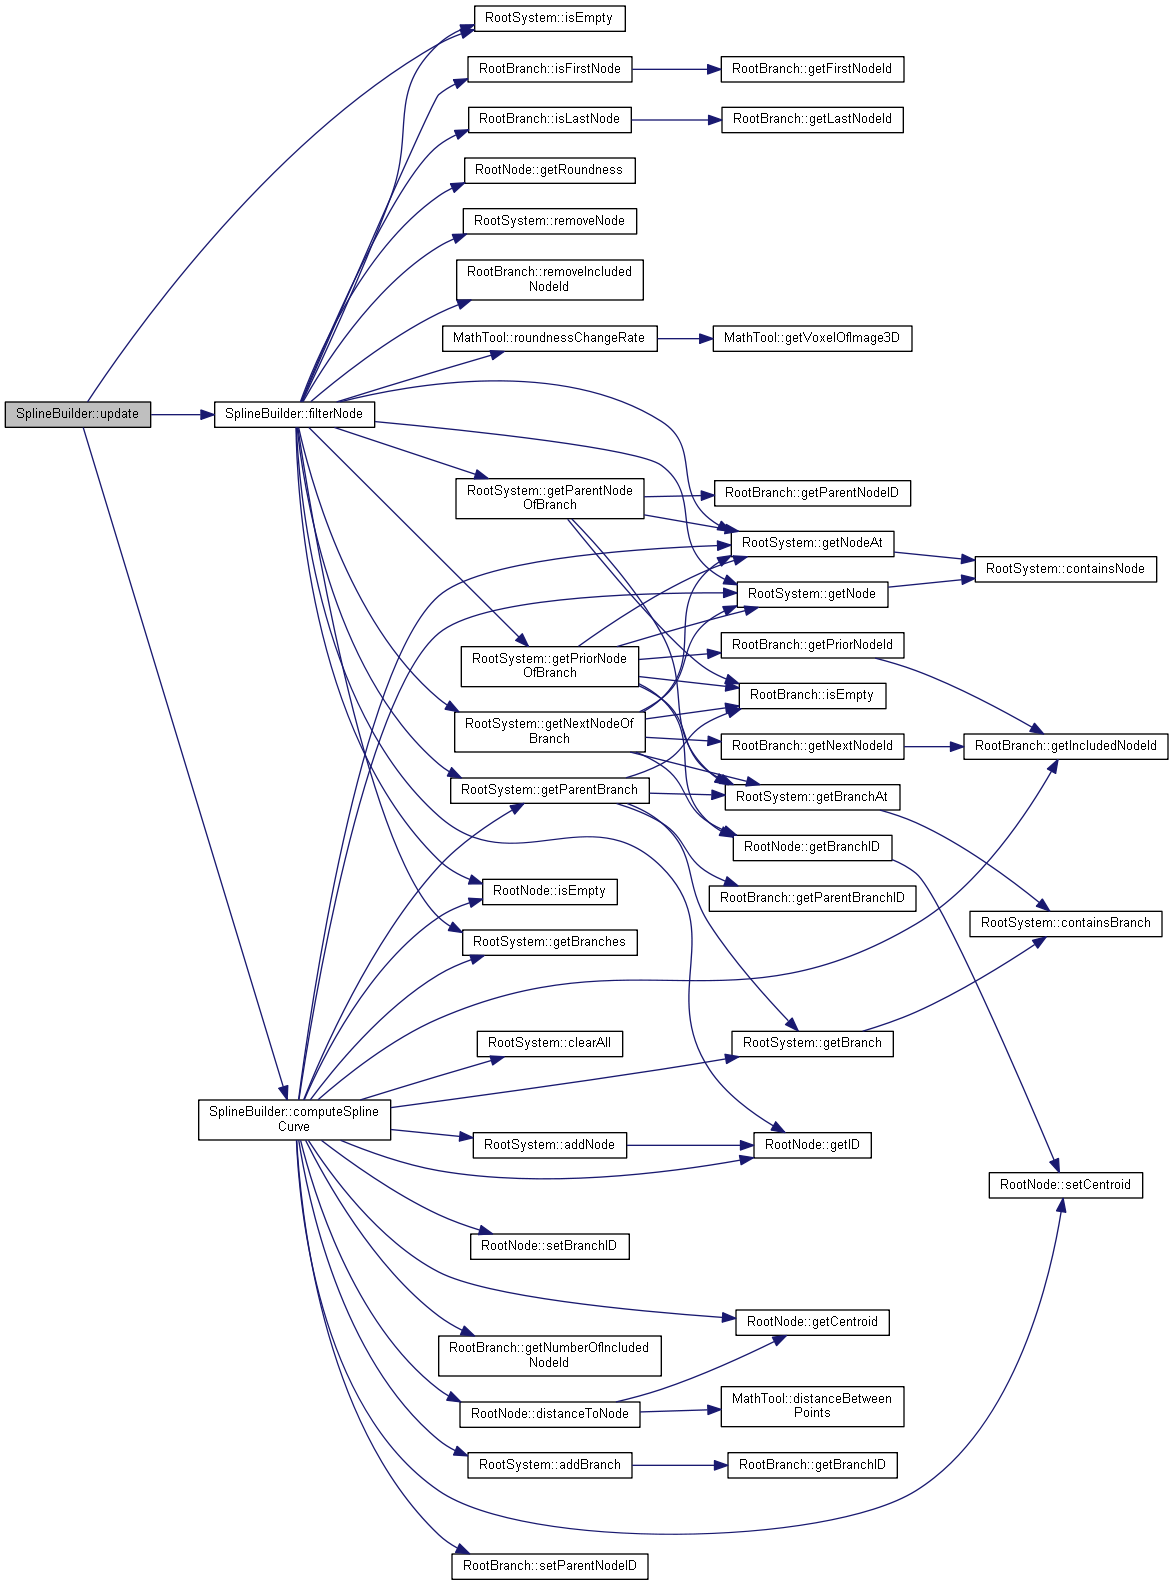 RootSystem::isEmpty
RootBranch::isFirstNode
RootBranch::getFirstNodeId
RootBranch::isLastNode
RootBranch::getLastNodeId
RootNode::getRoundness
RootSystem::removeNode
RootBranch::removeIncluded
NodeId
MathTool::roundnessChangeRate
MathTool::getVoxelOfImage3D
SplineBuilder::update
SplineBuilder::filterNode
RootSystem::getParentNode
OfBranch
RootBranch::getParentNodeID
RootSystem::getNodeAt
RootSystem::containsNode
RootSystem::getNode
RootSystem::getPriorNode
OfBranch
RootBranch::getPriorNodeId
RootBranch::isEmpty
RootSystem::getNextNodeOf
Branch
RootBranch::getNextNodeId
RootBranch::getIncludedNodeId
RootSystem::getParentBranch
RootSystem::getBranchAt
RootNode::getBranchID
RootNode::isEmpty
RootBranch::getParentBranchID
RootSystem::containsBranch
RootSystem::getBranches
RootSystem::clearAll
RootSystem::getBranch
SplineBuilder::computeSpline
Curve
RootSystem::addNode
RootNode::getID
RootNode::setCentroid
RootNode::setBranchID
RootNode::getCentroid
RootBranch::getNumberOfIncluded
NodeId
RootNode::distanceToNode
MathTool::distanceBetween
Points
RootSystem::addBranch
RootBranch::getBranchID
RootBranch::setParentNodeID